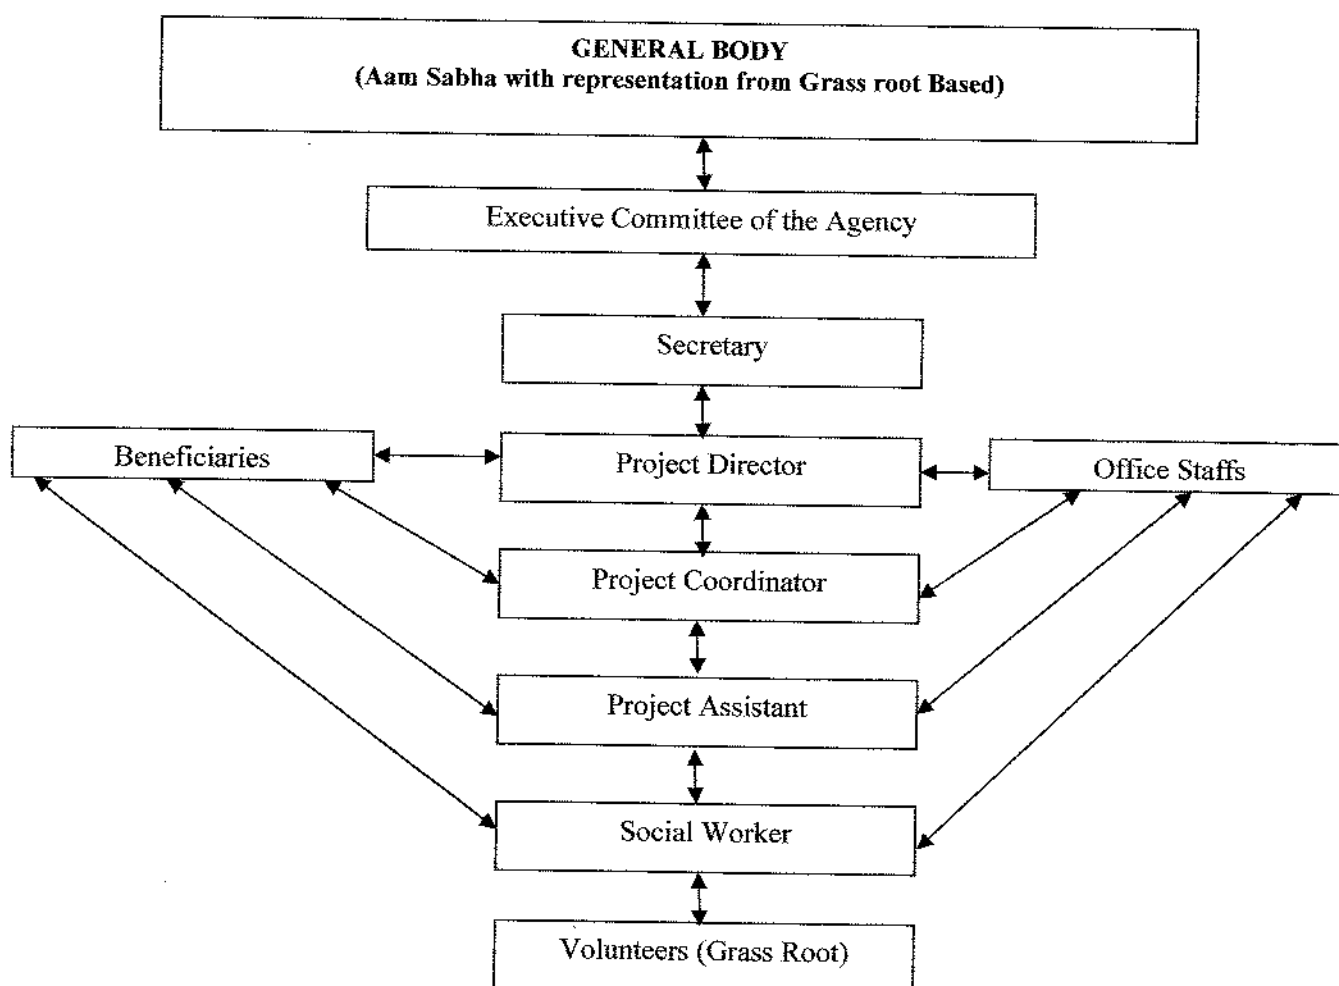 GENERAL BODY
(Aam Sabha with representation from Grass root Based)
Executive Committee of the Agency
Secretary
Beneficiaries
Project Director
Office Staffs
Project Coordinator
Project Assistant
Social Worker
Volunteers (Grass Root)